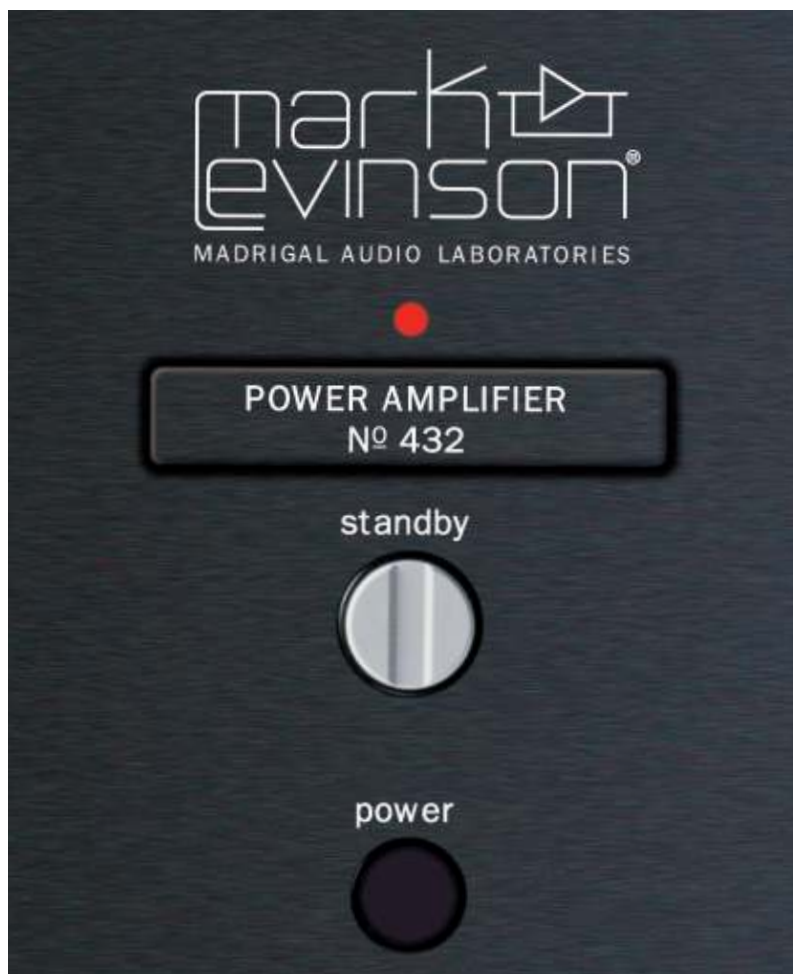 mark
levinson®
MADRIGAL AUDIO LABORATORIES
POWER AMPLIFIER
Nº 432
standby
power